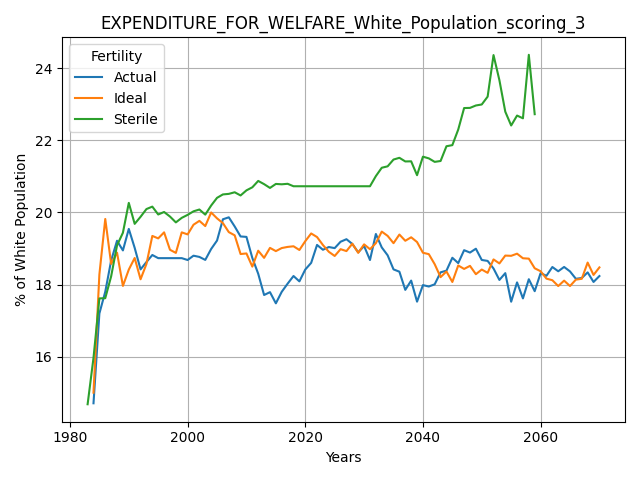 EXPENDITURE_FOR_WELFARE_White_Population_scoring_3
Fertility
Actual
Ideal
Sterile
% of White Population
24
22
20
18
16
1980
2000
2020
2040
2060
Years